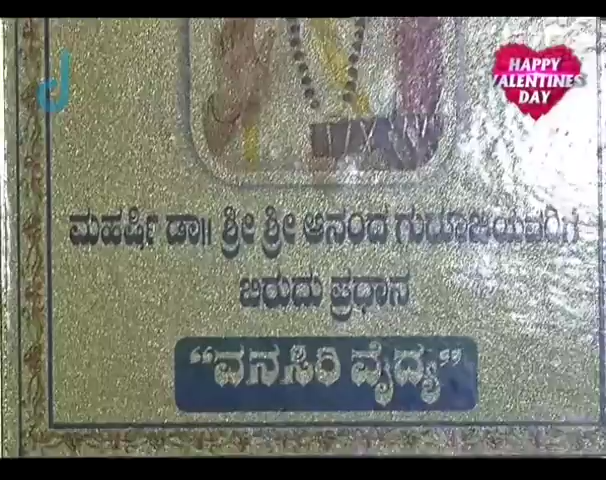 HAPPY
VALENTINES
DAY
ಮಹರ್ಷಿ ಡಾ|| ಶ್ರೀ ಶ್ರೀ ಆನಂದ ಗುರೂಜಿಯವರಿಗೆ
ಬಿರುದು ಪ್ರಧಾನ
“ವನಸಿರಿ ವೈದ್ಯ”